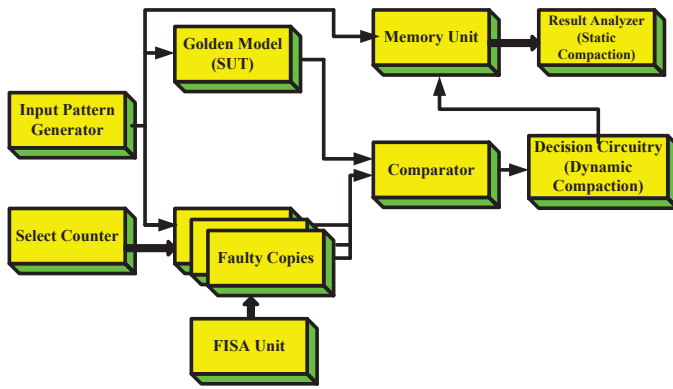 Golden Model
(SUT)
Memory Unit
Result Analyzer
(Static
Compaction)
Input Pattern
Generator
Comparator
Decision Circuitry
(Dynamic
Compaction)
Select Counter
Faulty Copies
FISA Unit